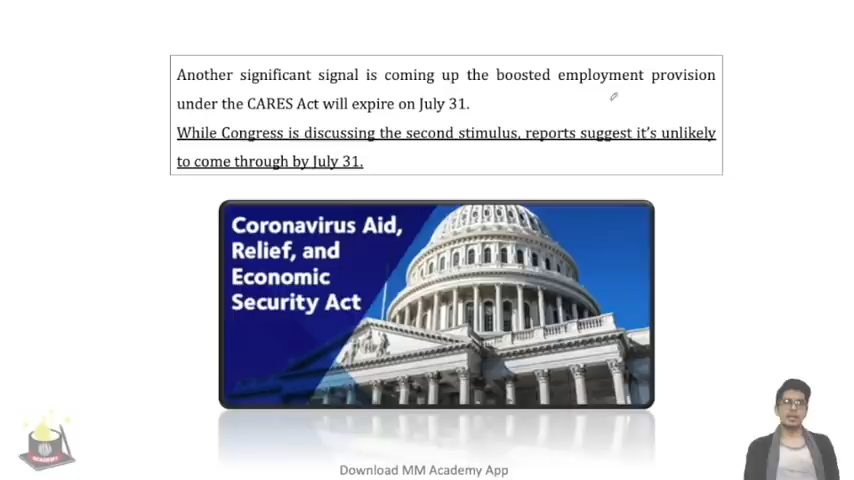 Another significant signal is coming up the boosted employment provision
under the CARES Act will expire on July 31.
While Congress is discussing the second stimulus, reports suggest it's unlikely
to come through by July 31.
Coronavirus Aid,
Relief, and
Economic
Security Act
ACADEMY
Download MM Academy App